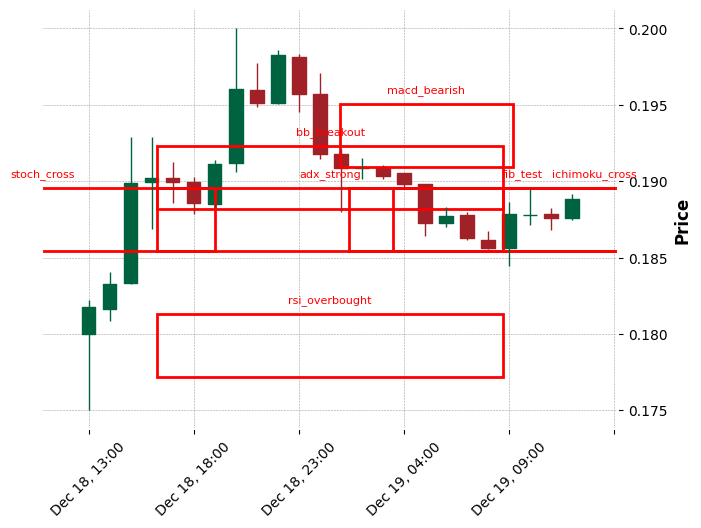 0.200
macd_bearish
0.195
stoch_cross
adx_strong
ichimoku_cross
0.190
Price
0.185
rsi_overbought
0.180
0.175
Dec 18, 13:00
Dec 18, 18:00
Dec 18, 23:00
Dec 19, 04:00
Dec 19, 09:00